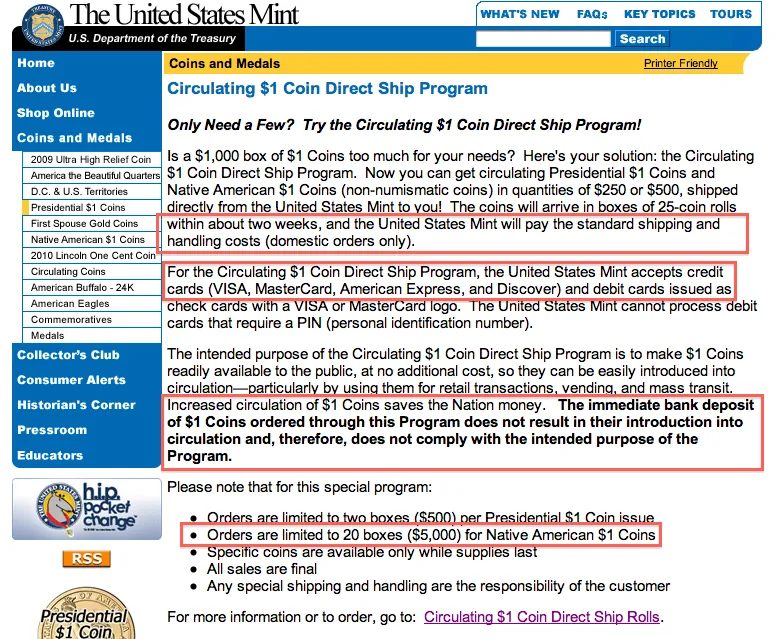 The United States Mint
U.S. Department of the Treasury
WHAT'S NEW FAQs KEY TOPICS TOURS
Search
Home
About Us
Shop Online
Coins and Medals
2009 Ultra High Relief Coin
America the Beautiful Quarters
D.C. & U.S. Territories
Presidential $1 Coins
First Spouse Gold Coins
Native American $1 Coins
2010 Lincoln One Cent Coin
Circulating Coins
American Buffalo - 24K
American Eagles
Commemoratives
Medals
Collector's Club
Consumer Alerts
Historian's Corner
Pressroom
Educators
h.i.p.
pocket
change
RSS
Presidential
$1 Coin
Coins and Medals Printer Friendly
Circulating $1 Coin Direct Ship Program
Only Need a Few? Try the Circulating $1 Coin Direct Ship Program!
Is a $1,000 box of $1 Coins too much for your needs? Here's your solution: the Circulating
$1 Coin Direct Ship Program. Now you can get circulating Presidential $1 Coins and
Native American $1 Coins (non-numismatic coins) in quantities of $250 or $500, shipped
directly from the United States Mint to you! The coins will arrive in boxes of 25-coin rolls
within about two weeks, and the United States Mint will pay the standard shipping and
handling costs (domestic orders only).
For the Circulating $1 Coin Direct Ship Program, the United States Mint accepts credit
cards (VISA, MasterCard, American Express, and Discover) and debit cards issued as
check cards with a VISA or MasterCard logo. The United States Mint cannot process debit
cards that require a PIN (personal identification number).
The intended purpose of the Circulating $1 Coin Direct Ship Program is to make $1 Coins
readily available to the public, at no additional cost, so they can be easily introduced into
circulation—particularly by using them for retail transactions, vending, and mass transit.
Increased circulation of $1 Coins saves the Nation money. The immediate bank deposit
of $1 Coins ordered through this Program does not result in their introduction into
circulation and, therefore, does not comply with the intended purpose of the
Program.
Please note that for this special program:
• Orders are limited to two boxes ($500) per Presidential $1 Coin issue
• Orders are limited to 20 boxes ($5,000) for Native American $1 Coins
• Specific coins are available only while supplies last
• All sales are final
• Any special shipping and handling are the responsibility of the customer
For more information or to order, go to: Circulating $1 Coin Direct Ship Rolls.